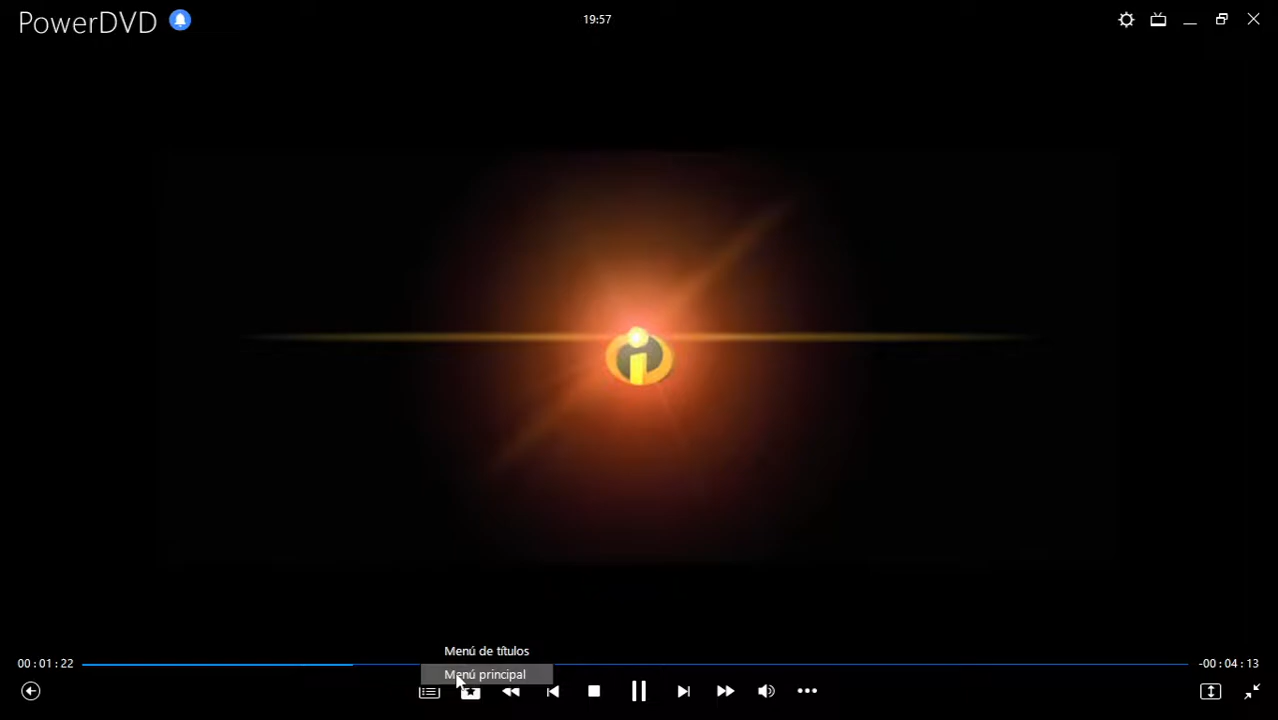 PowerDVD
19:57
Menú de títulos
00 : 01 : 22
-00 : 04 : 13
Menú principal